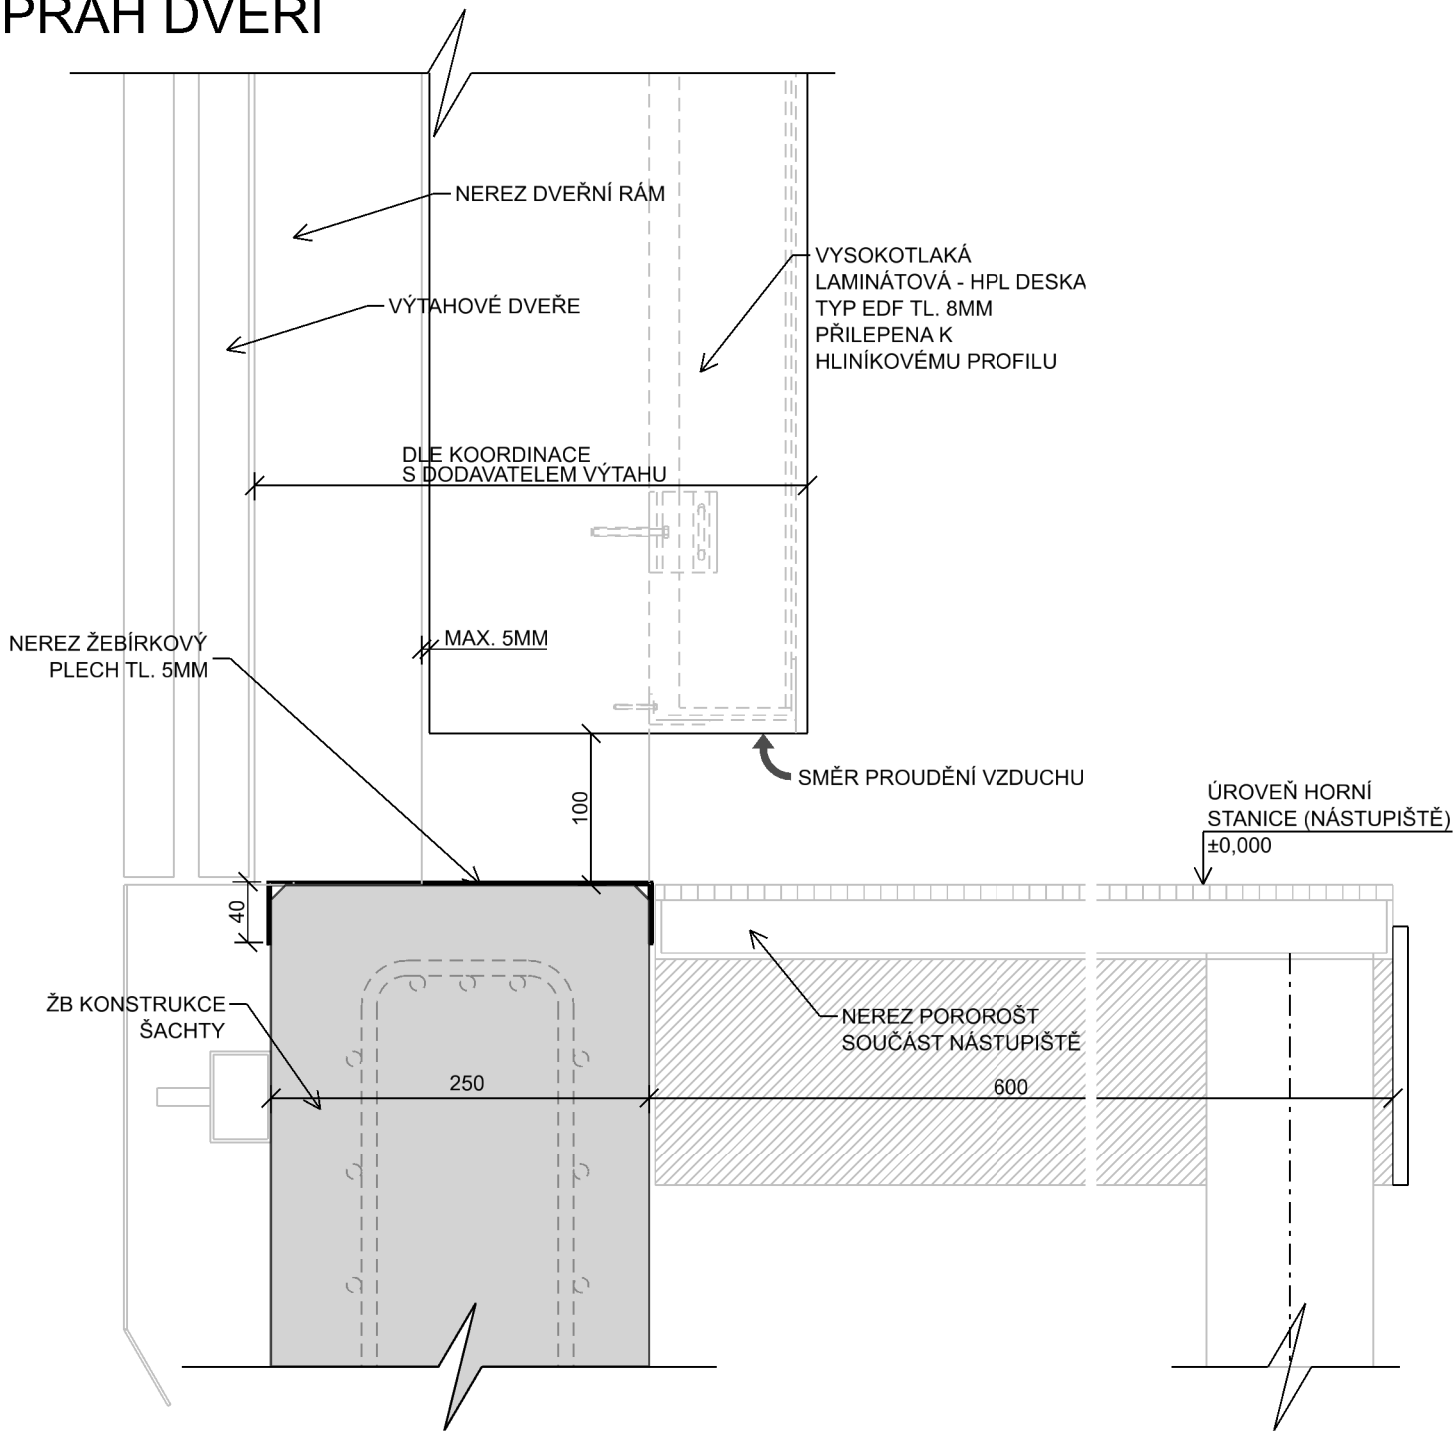 PRAH DVERI
NEREZ DVEŘNÍ RÁM
VYSOKOTLAKÁ
LAMINÁTOVÁ - HPL DESKA
TYP EDF TL. 8MM
PŘILEPENA K
HLINÍKOVÉMU PROFILU
VÝTAHOVÉ DVEŘE
DLE KOORDINACE
S DODAVATELEM VÝTAHU
MAX. 5MM
NEREZ ŽEBÍRKOVÝ
PLECH TL. 5MM
SMĚR PROUDĚNÍ VZDUCHU
100
ÚROVEŇ HORNÍ
STANICE (NÁSTUPIŠTĚ)
±0,000
40
ŽB KONSTRUKCE
ŠACHTY
NEREZ POROROŠT
SOUČÁST NÁSTUPIŠTĚ
250
600